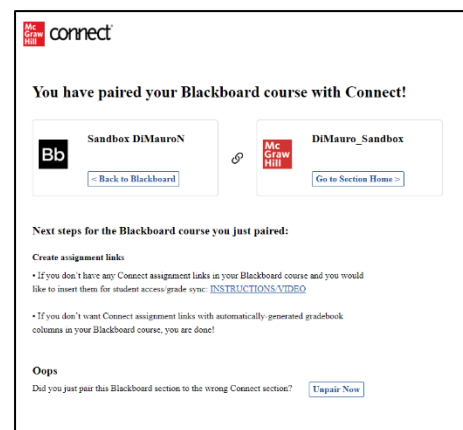 Mc
Graw
Hill
connect
You have paired your Blackboard course with Connect!
Bb
Sandbox DiMauroN
< Back to Blackboard
Mc
Graw
Hill
DiMauro_Sandbox
Go to Section Home >
Next steps for the Blackboard course you just paired:
Create assignment links
• If you don't have any Connect assignment links in your Blackboard course and you would
like to insert them for student access/grade sync: INSTRUCTIONS/VIDEO
• If you don't want Connect assignment links with automatically-generated gradebook
columns in your Blackboard course, you are done!
Oops
Did you just pair this Blackboard section to the wrong Connect section?
Unpair Now